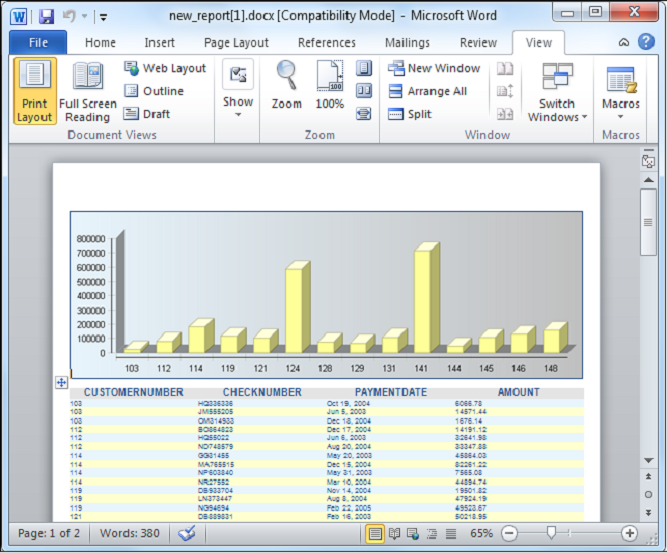 W
new_report[1].docx [Compatibility Mode] - Microsoft Word
File Home Insert Page Layout References Mailings Review View
Print Layout
Full Screen Reading
Web Layout
Outline
Draft
Document Views
Show
Zoom
100%
Zoom
New Window
Arrange All
Split
Switch Windows
Window
Macros
Macros
800000
700000
600000
500000
400000
300000
200000
100000
0
103 112 114 119 121 124 128 129 131 141 144 145 146 148
CUSTOMERNUMBER CHECKNUMBER PAYMENTDATE AMOUNT
103 HQ336336 Oct 19, 2004 6066.78
103 JM555205 Jun 5, 2003 14571.44
103 OM314933 Dec 18, 2004 1676.14
112 BO864823 Dec 17, 2004 14191.12
112 HQ55022 Jun 6, 2003 32641.98
112 ND748579 Aug 20, 2004 33347.88
114 GG31455 May 20, 2003 45864.03
114 MA765515 Dec 15, 2004 82261.22
114 NP603840 May 31, 2003 7565.08
114 NR27552 Mar 10, 2004 44894.74
119 DB933704 Nov 14, 2004 19501.82
119 LN373447 Aug 8, 2004 47924.19
119 NG94694 Feb 22, 2005 49523.67
121 DB889831 Feb 16, 2003 50218.95
Page: 1 of 2 Words: 380 65%